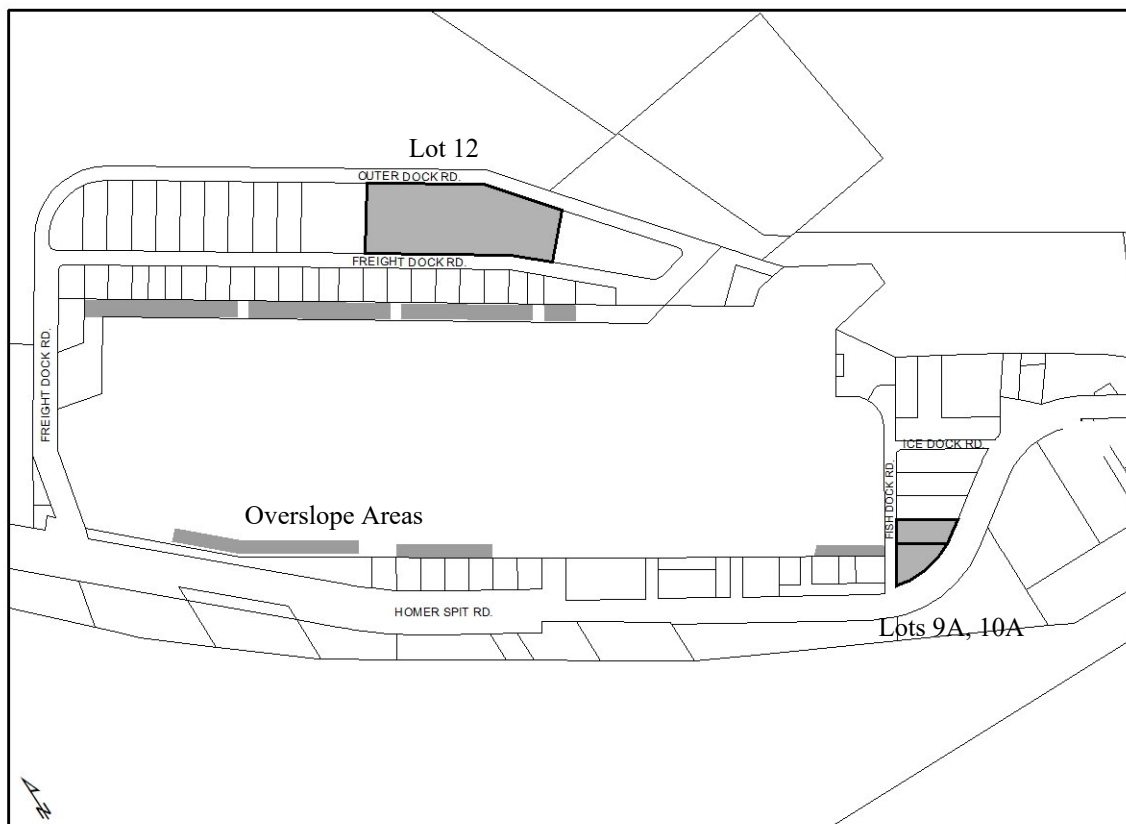 Lot 12
OUTER DOCK RD.
FREIGHT DOCK RD.
FREIGHT DOCK RD.
ICE DOCK RD.
FISH DOCK RD.
Overslope Areas
HOMER SPIT RD.
Lots 9A, 10A
N